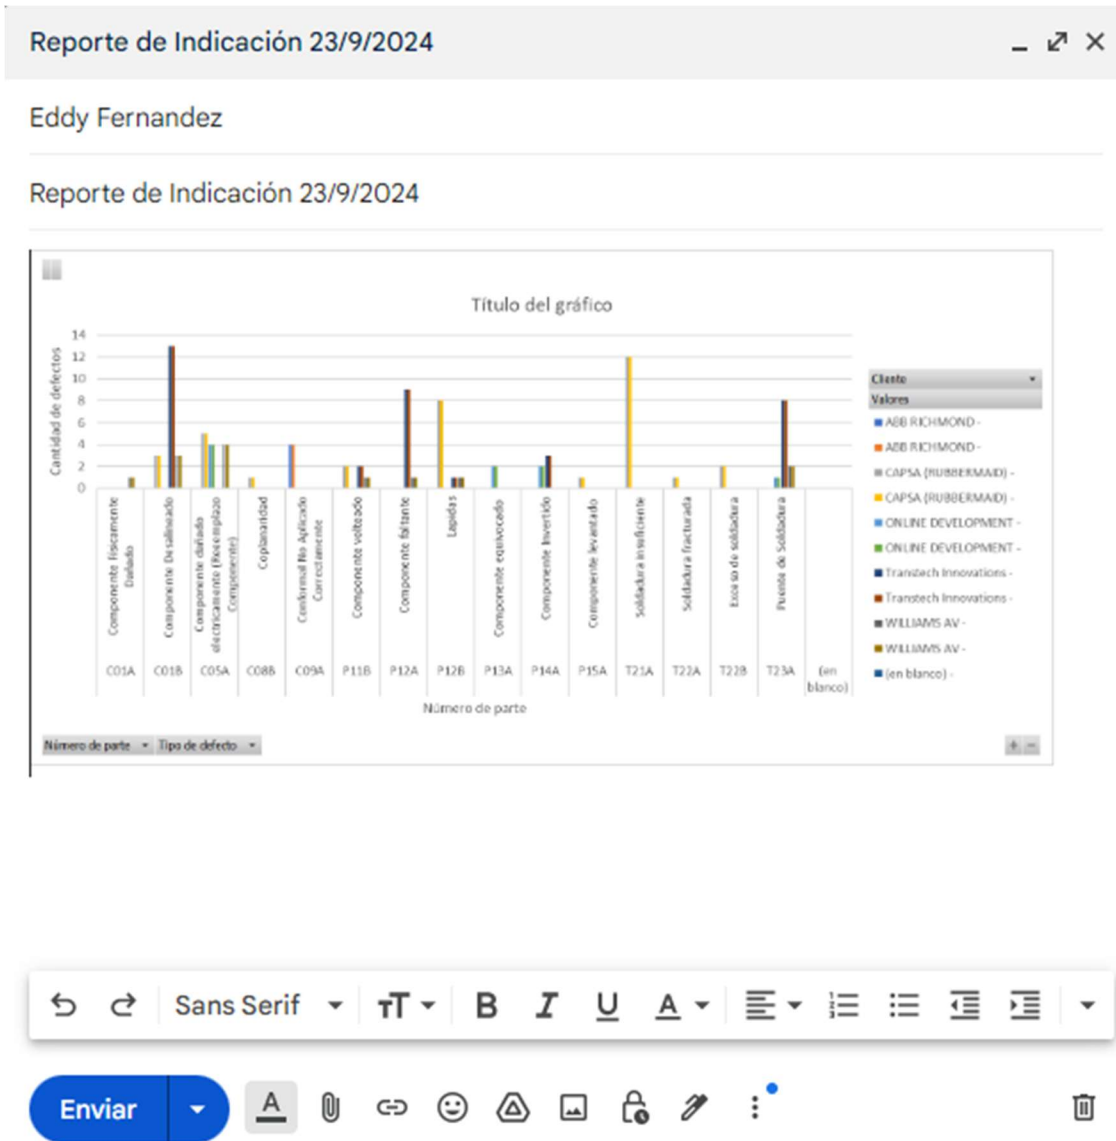 Reporte de Indicación 23/9/2024
Eddy Fernandez
Reporte de Indicación 23/9/2024
Título del gráfico
Cantidad de defectos
14
12
10
8
6
4
2
0
Componente Físicamente
Dañado
Componente Desalineado
Componente dañado
electricamente (Reemplazo
Componente)
Coplanaridad
Conformal No Aplicado
Correctamente
Componente volteado
Componente faltante
Lapidas
Componente equivocado
Componente Invertido
Componente levantado
Soldadura insuficiente
Soldadura fracturada
Exceso de soldadura
Puente de Soldadura
C01A
C01B
C05A
C08B
C09A
P11B
P12A
P12B
P13A
P14A
P15A
T21A
T22A
T22B
T23A
(en
blanco)
Número de parte
Cliente
Valores
ABB RICHMOND -
ABB RICHMOND -
CAPSA (RUBBERMAID) -
CAPSA (RUBBERMAID) -
ONLINE DEVELOPMENT -
ONLINE DEVELOPMENT -
Transtech Innovations -
Transtech Innovations -
WILLIAMS AV -
WILLIAMS AV -
(en blanco) -
Número de parte
Tipo de defecto
Sans Serif
Enviar